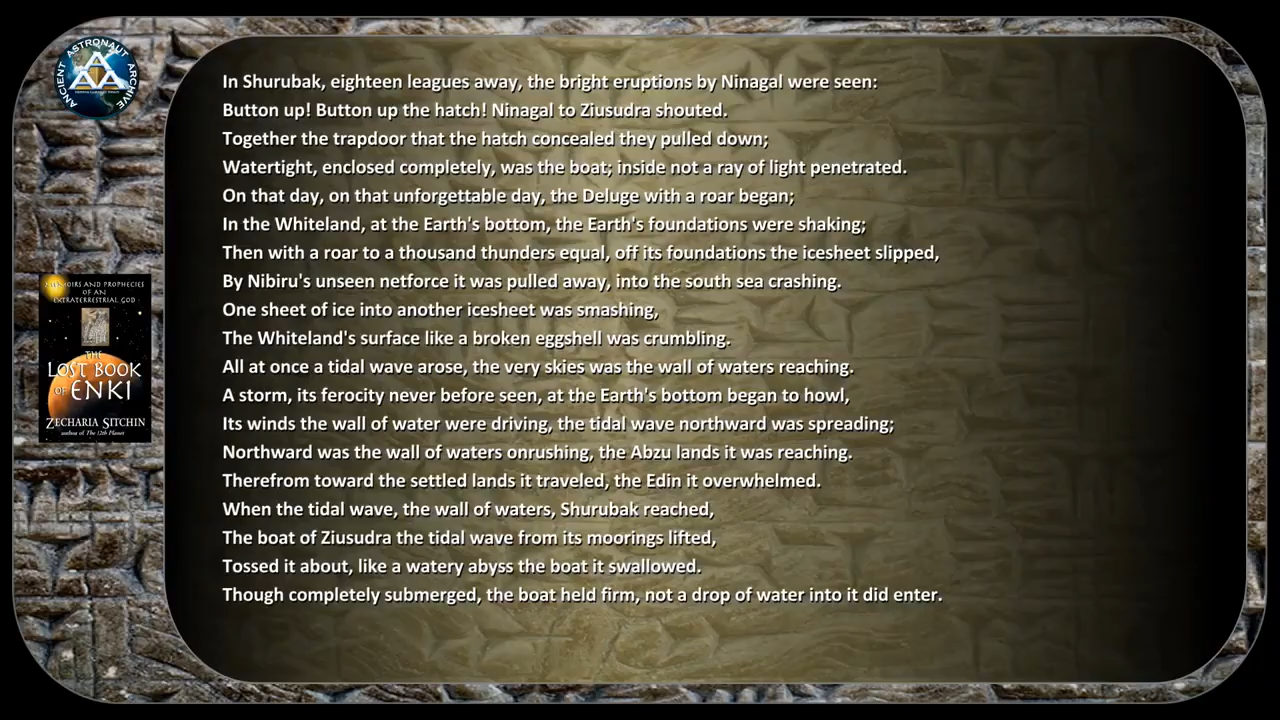 ANCIENT ASTRONAUT ARCHIVE
In Shurubak, eighteen leagues away, the bright eruptions by Ninagal were seen:
Button up! Button up the hatch! Ninagal to Ziusudra shouted.
Together the trapdoor that the hatch concealed they pulled down;
Watertight, enclosed completely, was the boat; inside not a ray of light penetrated.
On that day, on that unforgettable day, the Deluge with a roar began;
In the Whiteland, at the Earth's bottom, the Earth's foundations were shaking;
Then with a roar to a thousand thunders equal, off its foundations the icesheet slipped,
By Nibiru's unseen netforce it was pulled away, into the south sea crashing.
One sheet of ice into another icesheet was smashing,
The Whiteland's surface like a broken eggshell was crumbling.
All at once a tidal wave arose, the very skies was the wall of waters reaching.
A storm, its ferocity never before seen, at the Earth's bottom began to howl,
Its winds the wall of water were driving, the tidal wave northward was spreading;
Northward was the wall of waters onrushing, the Abzu lands it was reaching.
Therefrom toward the settled lands it traveled, the Edin it overwhelmed.
When the tidal wave, the wall of waters, Shurubak reached,
The boat of Ziusudra the tidal wave from its moorings lifted,
Tossed it about, like a watery abyss the boat it swallowed.
Though completely submerged, the boat held firm, not a drop of water into it did enter.
MEMOIRS AND PROPHECIES
OF AN
EXTRATERRESTRIAL GOD
THE
LOST BOOK
OF ENKI
ZECHARIA SITCHIN
author of The 12th Planet